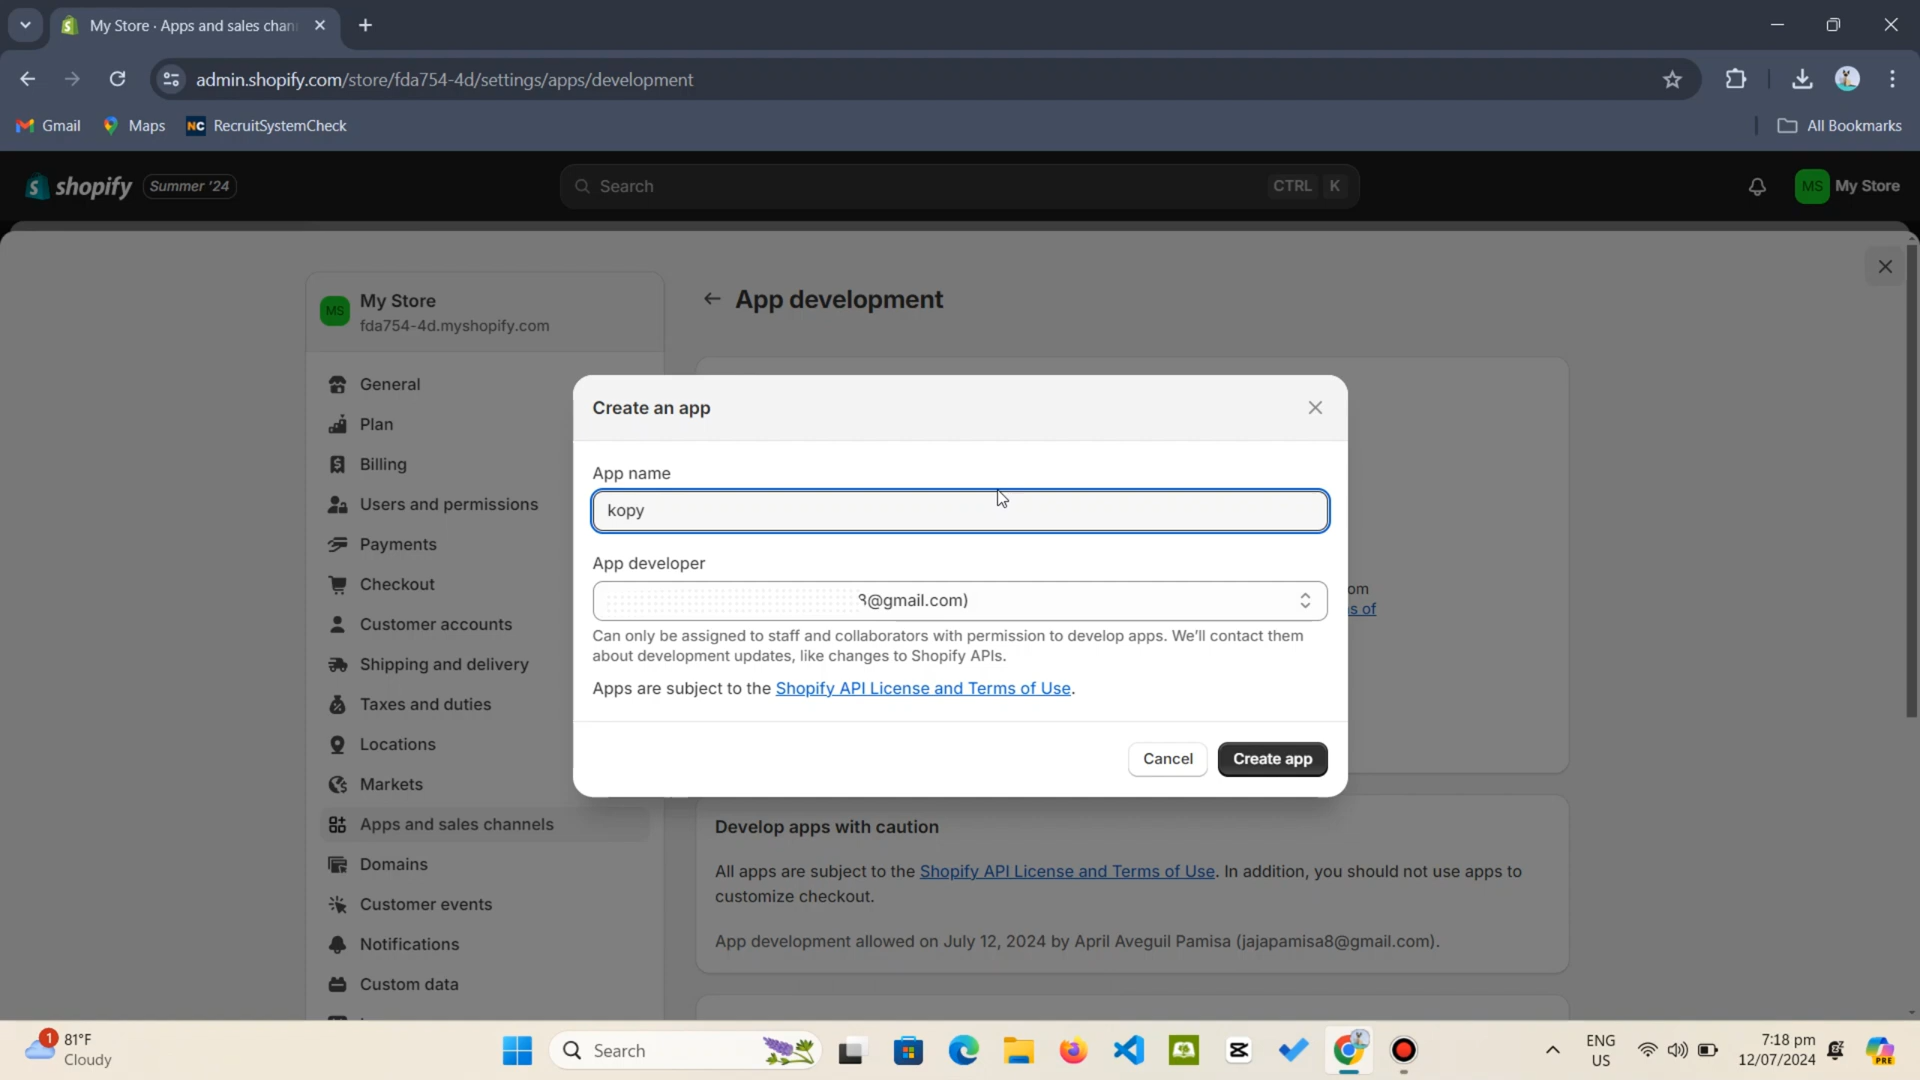 My Store · Apps and sales chan
admin.shopify.com/store/fda754-4d/settings/apps/development
Gmail
Maps
NC RecruitSystemCheck
All Bookmarks
shopify
Summer '24
Search
CTRL K
MS
My Store
MS
My Store
fda754-4d.myshopify.com
General
Plan
Billing
Users and permissions
Payments
Checkout
Customer accounts
Shipping and delivery
Taxes and duties
Locations
Markets
Apps and sales channels
Domains
Customer events
Notifications
Custom data
App development
Create an app
App name
kopy
App developer
8@gmail.com)
Can only be assigned to staff and collaborators with permission to develop apps. We'll contact them
about development updates, like changes to Shopify APIs.
Apps are subject to the Shopify API License and Terms of Use.
Cancel
Create app
om
s of
Develop apps with caution
All apps are subject to the Shopify API License and Terms of Use. In addition, you should not use apps to
customize checkout.
App development allowed on July 12, 2024 by April Aveguil Pamisa (jajapamisa8@gmail.com).
1
81°F
Cloudy
Search
ENG
US
7:18 pm
12/07/2024
PRE